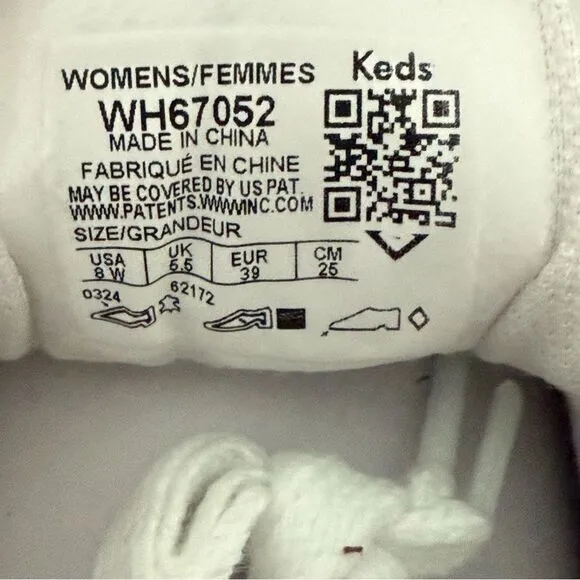 WOMENS/FEMMES
Keds
WH67052
MADE IN CHINA
FABRIQUÉ EN CHINE
MAY BE COVERED BY US PAT.
WWW.PATENTS.WWWINC.COM
SIZE/GRANDEUR
USA UK EUR CM
8 W 5.5 39 25
0324 62172